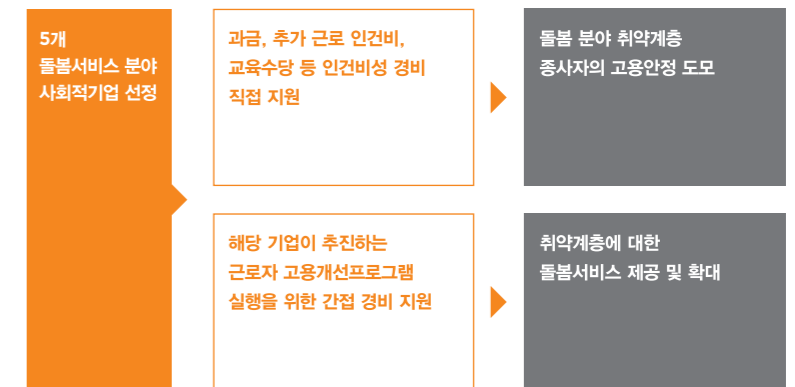 5개
돌봄서비스 분야
사회적기업 선정
과금, 추가 근로 인건비,
교육수당 등 인건비성 경비
직접 지원
돌봄 분야 취약계층
종사자의 고용안정 도모
해당 기업이 추진하는
근로자 고용개선프로그램
실행을 위한 간접 경비 지원
취약계층에 대한
돌봄서비스 제공 및 확대